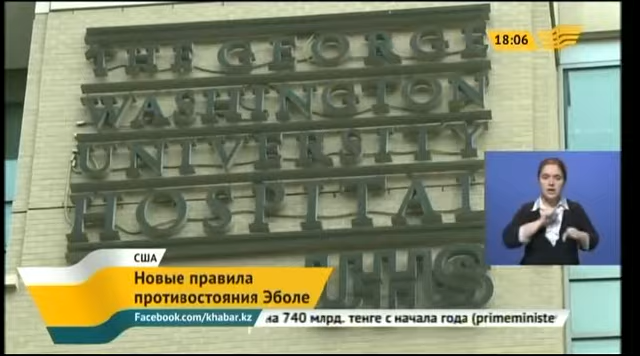 18:06
THE GEORGE
WASHINGTON
UNIVERSITY
HOSPITAL
UHS
США
Новые правила
противостояния Эболе
Facebook.com/khabar.kz
на 740 млрд. тенге с начала года (primeministe